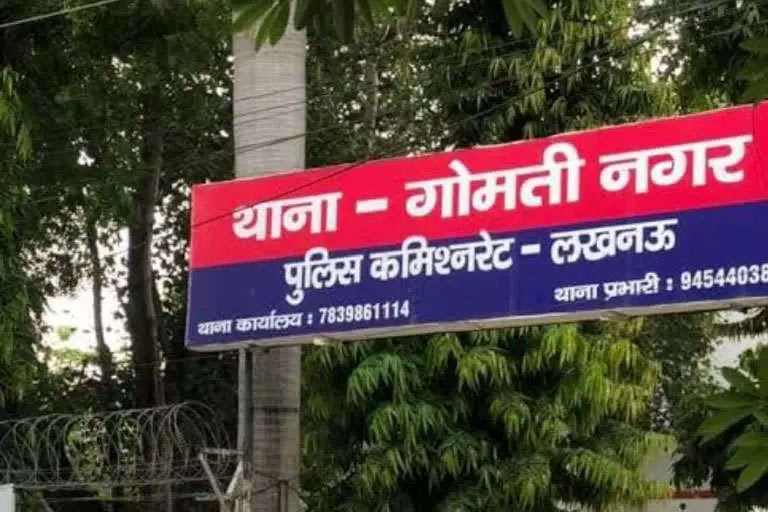 थाना - गोमती नगर
पुलिस कमिश्नरेट - लखनऊ
थाना कार्यालय : 7839861114
थाना प्रभारी : 94544038